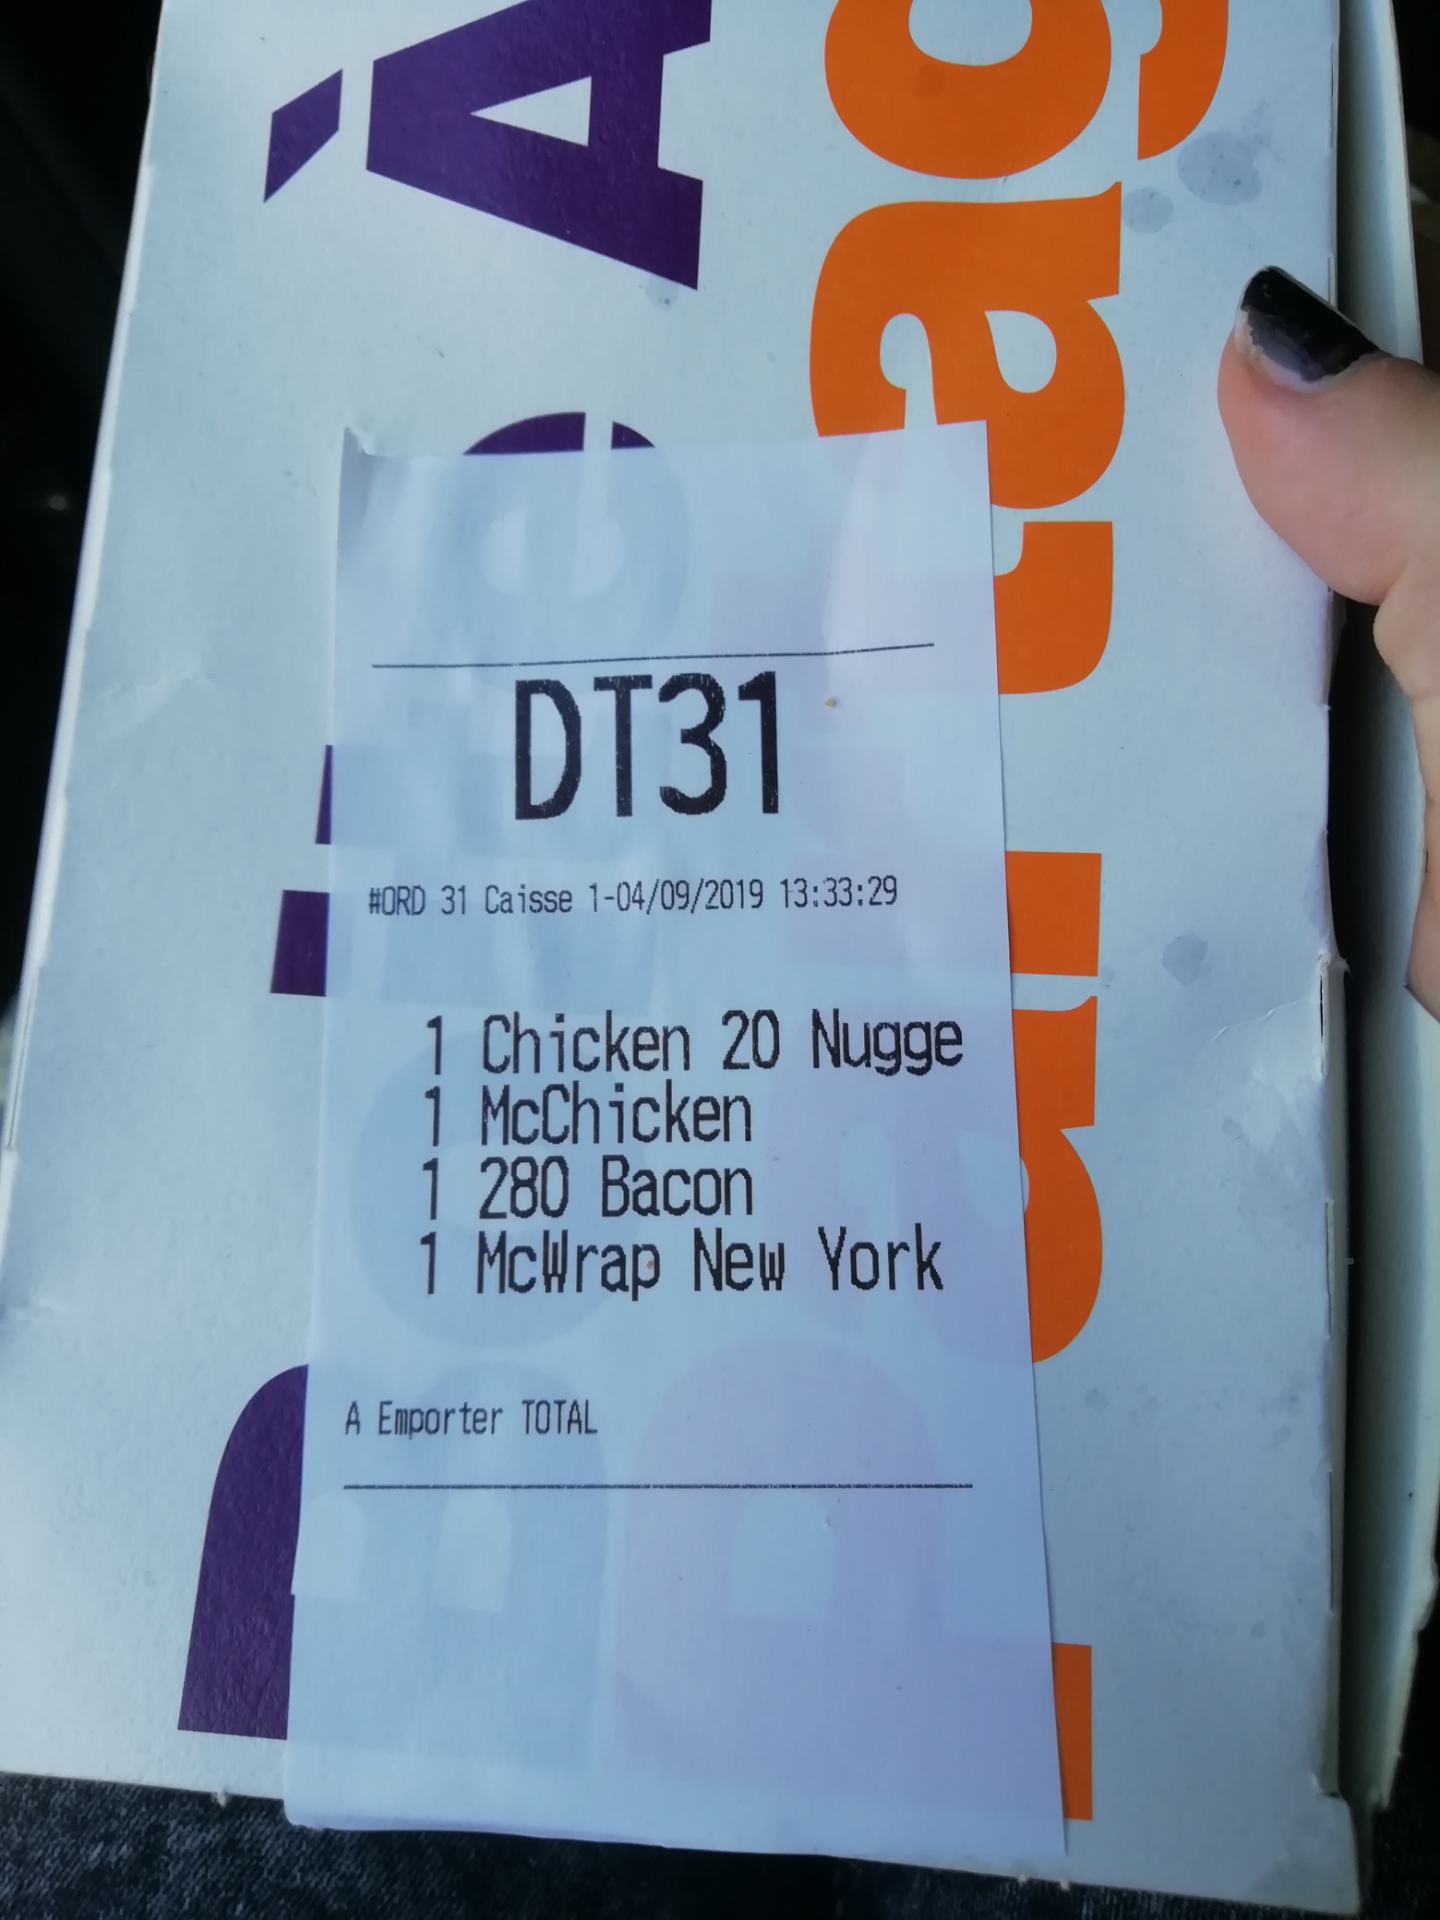 DT31
#ORD 31 Caisse 1-04/09/2019 13:33:29
1 Chicken 20 Nugge
1 McChicken
1 280 Bacon
1 McWrap New York
A Emporter TOTAL